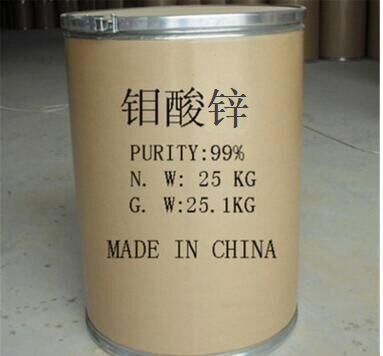 钼酸锌
PURITY:99%
N. W: 25 KG
G. W:25.1KG
MADE IN CHINA